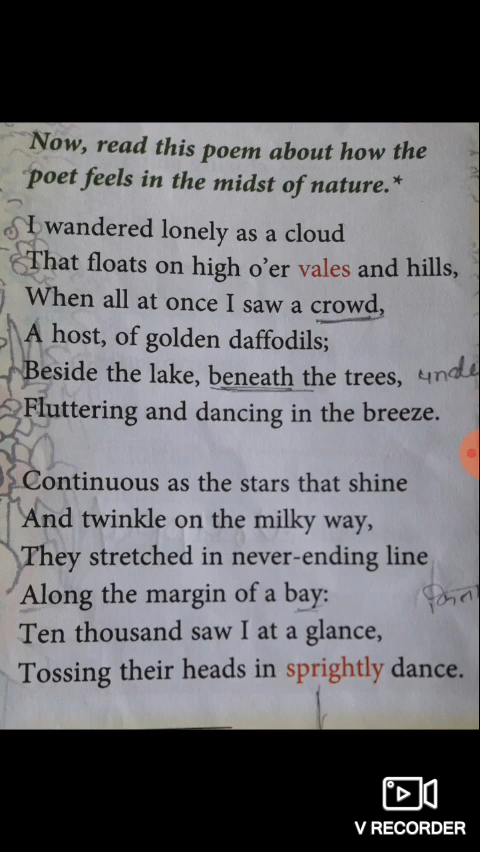 Now, read this poem about how the
poet feels in the midst of nature.*
I wandered lonely as a cloud
That floats on high o'er vales and hills,
When all at once I saw a crowd,
A host, of golden daffodils;
Beside the lake, beneath the trees, unde
Fluttering and dancing in the breeze.
Continuous as the stars that shine
And twinkle on the milky way,
They stretched in never-ending line
Along the margin of a bay:
Ten thousand saw I at a glance,
Tossing their heads in sprightly dance.
V RECORDER